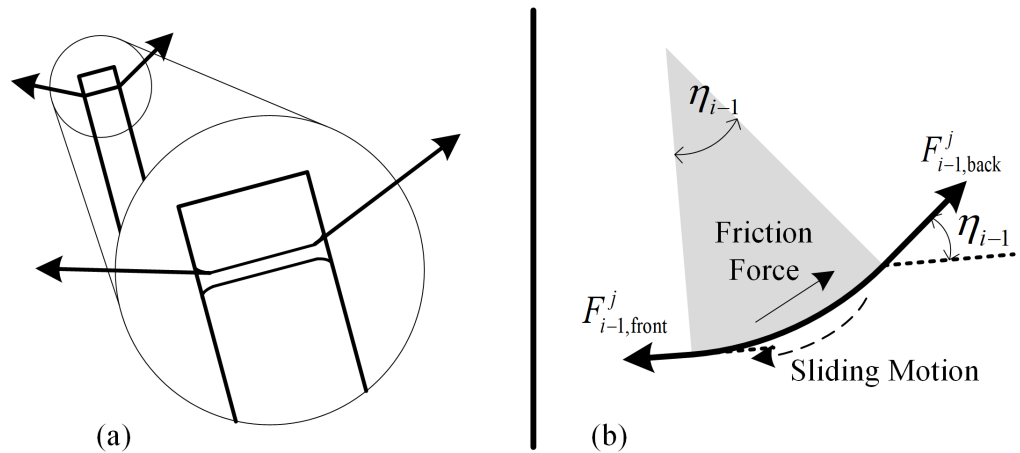 (a)
η_{i−1}
F^{j}_{i−1,back}
η_{i−1}
Friction
Force
F^{j}_{i−1,front}
Sliding Motion
(b)